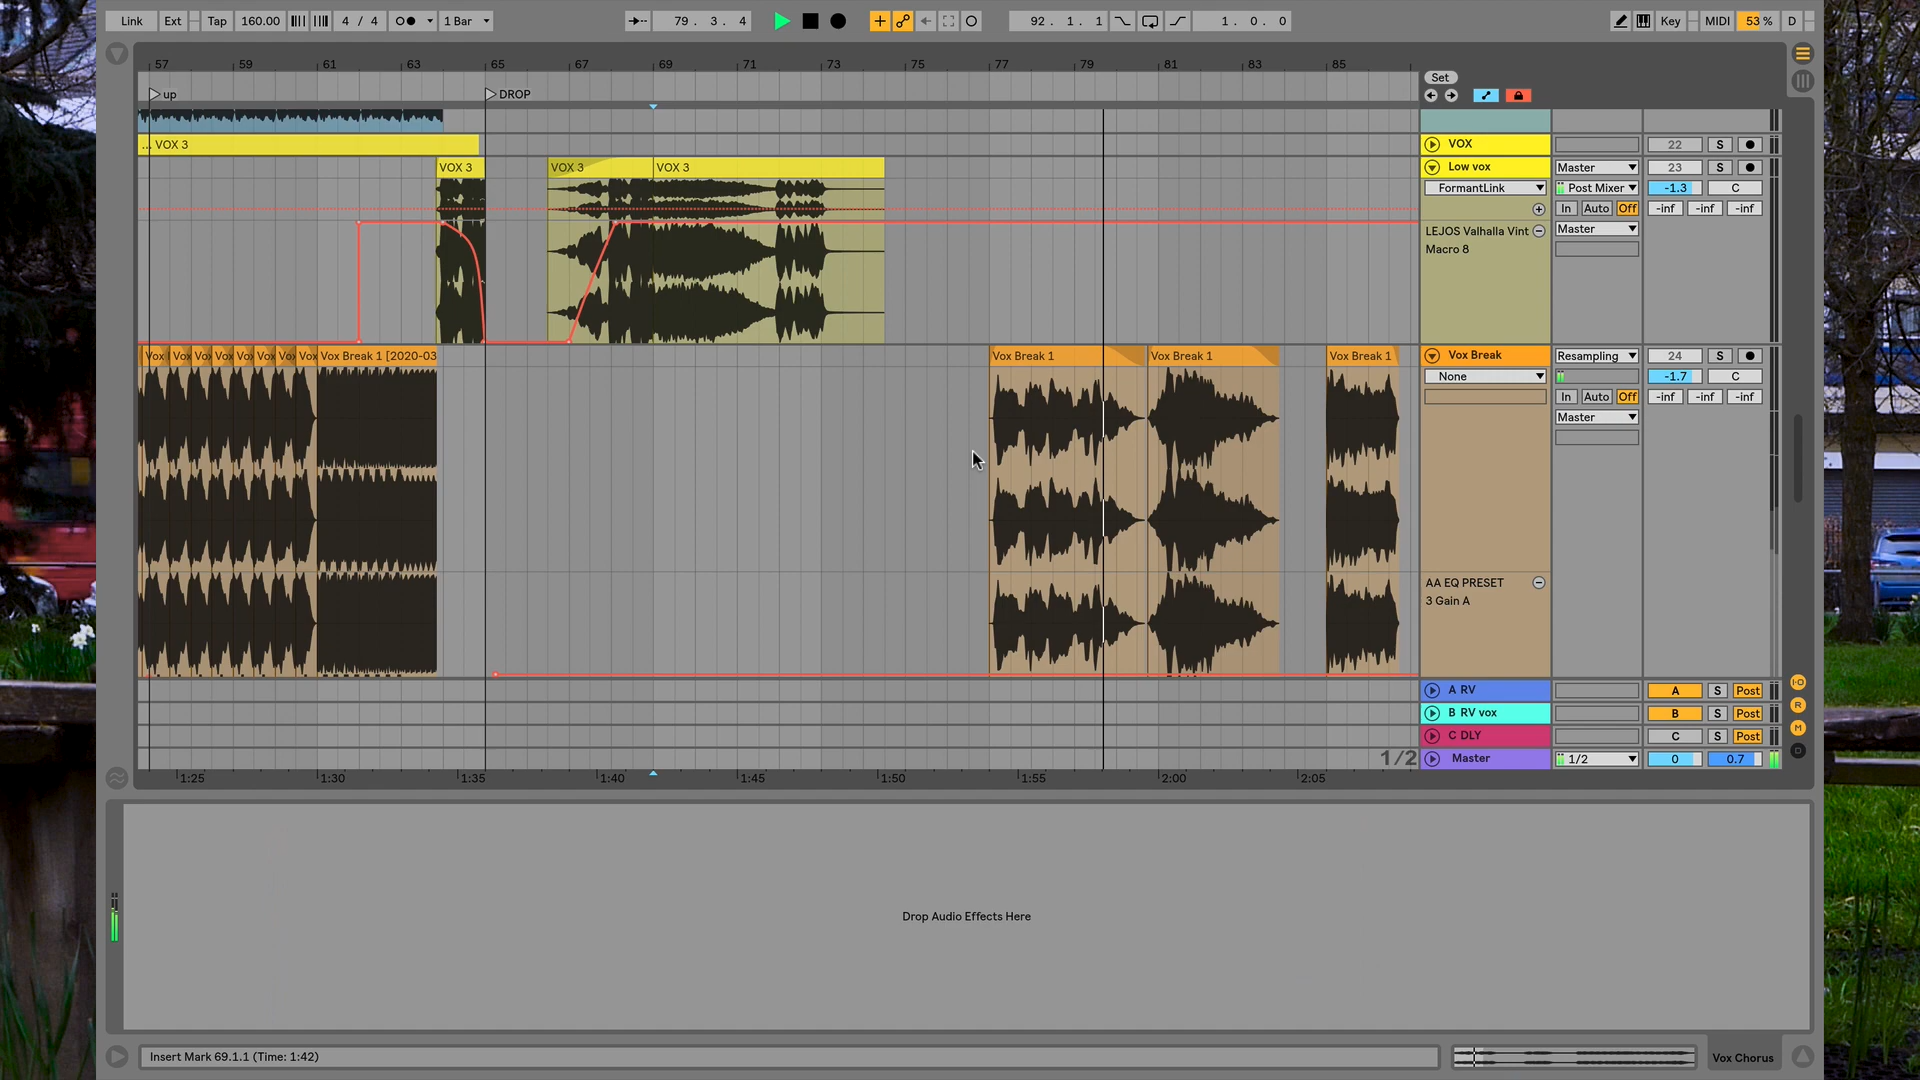 Link Ext Tap 160.00 4 / 4 1 Bar 79. 3. 4 92. 1. 1 1. 0. 0 Key MIDI 53 % D
57 59 61 63 65 67 69 71 73 75 77 79 81 83 85
Set
up DROP
... VOX 3 VOX 22 S
VOX 3 VOX 3 VOX 3 Low vox Master 23 S
FormantLink Post Mixer -1.3 C
In Auto Off -inf -inf -inf
LEJOS Valhalla Vint Master
Macro 8
Vox Vox Vox Vox Vox Vox Vox Vox Vox Break 1 [2020-03 Vox Break 1 Vox Break 1 Vox Break 1 Vox Break Resampling 24 S
None -1.7 C
In Auto Off -inf -inf -inf
Master
AA EQ PRESET
3 Gain A
A RV A S Post
B RV vox B S Post
C DLY C S Post
1/2 Master 1/2 0 0.7
1:25 1:30 1:35 1:40 1:45 1:50 1:55 2:00 2:05
I·O
R
M
D
Drop Audio Effects Here
Insert Mark 69.1.1 (Time: 1:42) Vox Chorus